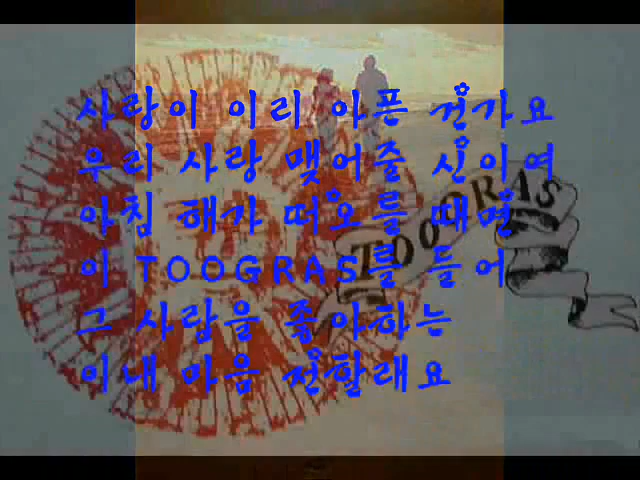 사랑이 이리 아픈 건가요
우리 사랑 맺어줄 신이여
아침 해가 떠오를 때면
이 TOOGRAS를 들어
그 사람을 좋아하는
이내 마음 전할래요
TOOGRAS